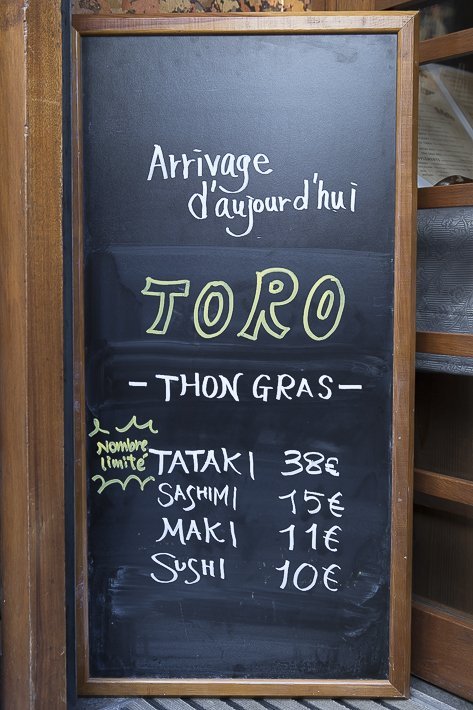 Arrivage
d'aujourd'hui
TORO
- THON GRAS -
Nombre
limité
TATAKI 38€
SASHIMI 15€
MAKI 11€
SUSHI 10€